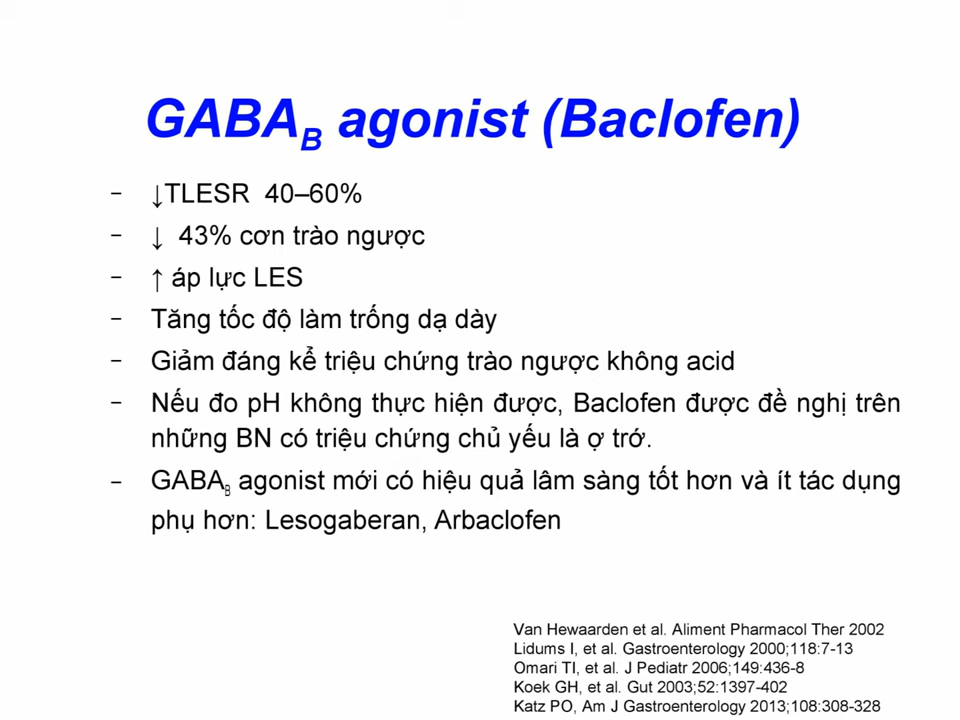 GABAB agonist (Baclofen)
– ↓TLESR 40–60%
– ↓ 43% cơn trào ngược
– ↑ áp lực LES
– Tăng tốc độ làm trống dạ dày
– Giảm đáng kể triệu chứng trào ngược không acid
– Nếu đo pH không thực hiện được, Baclofen được đề nghị trên
những BN có triệu chứng chủ yếu là ợ trớ.
– GABAB agonist mới có hiệu quả lâm sàng tốt hơn và ít tác dụng
phụ hơn: Lesogaberan, Arbaclofen
Van Hewaarden et al. Aliment Pharmacol Ther 2002
Lidums I, et al. Gastroenterology 2000;118:7-13
Omari TI, et al. J Pediatr 2006;149:436-8
Koek GH, et al. Gut 2003;52:1397-402
Katz PO, Am J Gastroenterol 2013;108:308-328